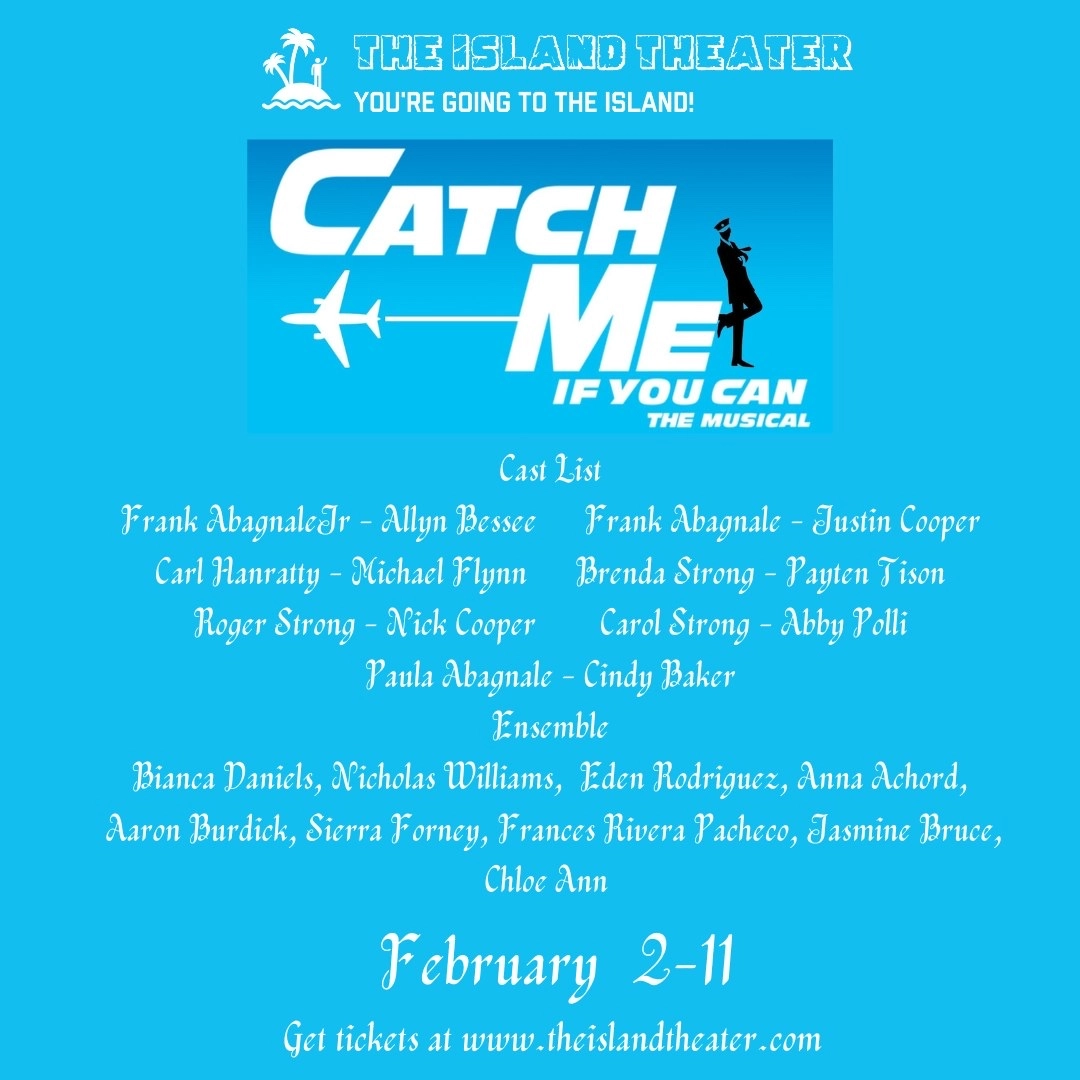 THE ISLAND THEATER
YOU'RE GOING TO THE ISLAND!
CATCH
ME
IF YOU CAN
THE MUSICAL
Cast List
Frank AbagnaleJr - Allyn Bessee Frank Abagnale - Justin Cooper
Carl Hanratty - Michael Flynn Brenda Strong - Payten Tison
Roger Strong - Nick Cooper Carol Strong - Abby Polli
Paula Abagnale - Cindy Baker
Ensemble
Bianca Daniels, Nicholas Williams, Eden Rodriguez, Anna Achord,
Aaron Burdick, Sierra Forney, Frances Rivera Pacheco, Jasmine Bruce,
Chloe Ann
February 2-11
Get tickets at www.theislandtheater.com